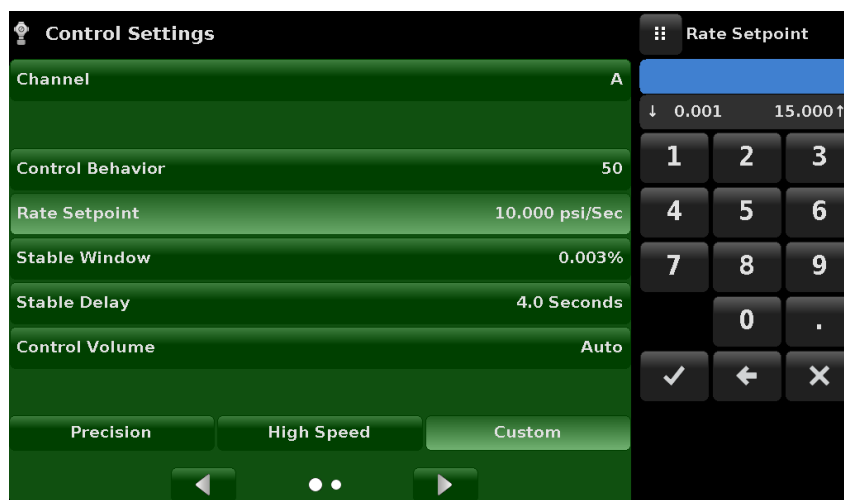 Control Settings
Channel A
Control Behavior 50
Rate Setpoint 10.000 psi/Sec
Stable Window 0.003%
Stable Delay 4.0 Seconds
Control Volume Auto
Precision High Speed Custom
Rate Setpoint
↓ 0.001 15.000↑
1 2 3
4 5 6
7 8 9
0 .